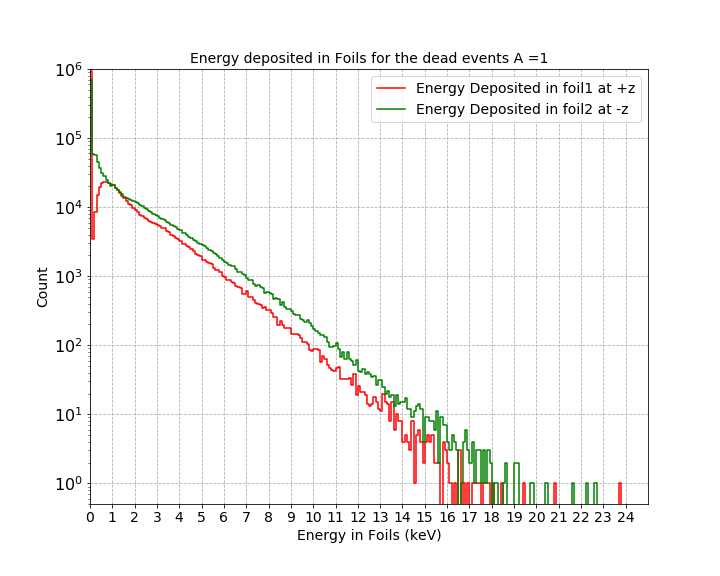 Energy deposited in Foils for the dead events A =1
Energy Deposited in foil1 at +z
Energy Deposited in foil2 at -z
10^6
10^5
10^4
10^3
10^2
10^1
10^0
Count
0 1 2 3 4 5 6 7 8 9 10 11 12 13 14 15 16 17 18 19 20 21 22 23 24
Energy in Foils (keV)